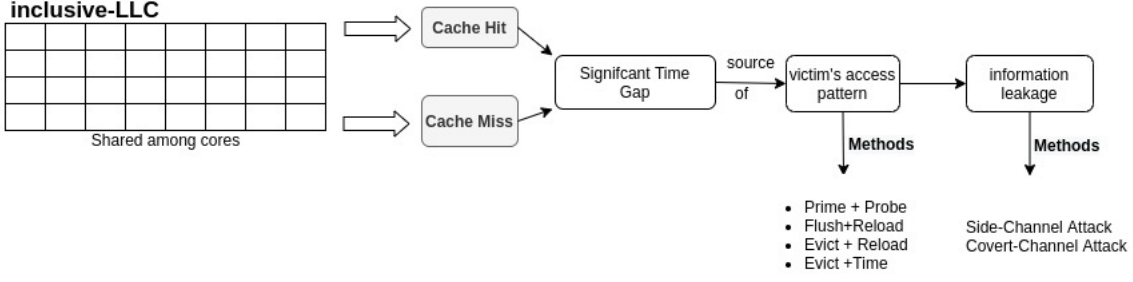 inclusive-LLC
Shared among cores
Cache Hit
Cache Miss
Signifcant Time
Gap
source
of
victim's access
pattern
information
leakage
Methods
Methods
• Prime + Probe
• Flush+Reload
• Evict + Reload
• Evict +Time
Side-Channel Attack
Covert-Channel Attack